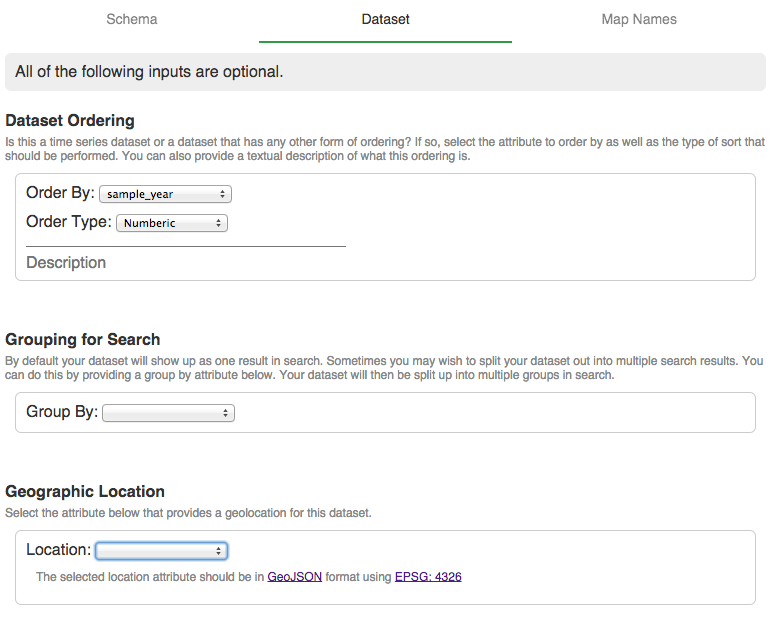 Schema Dataset Map Names
All of the following inputs are optional.
Dataset Ordering
Is this a time series dataset or a dataset that has any other form of ordering? If so, select the attribute to order by as well as the type of sort that
should be performed. You can also provide a textual description of what this ordering is.
Order By: sample_year
Order Type: Numberic
Description
Grouping for Search
By default your dataset will show up as one result in search. Sometimes you may wish to split your dataset out into multiple search results. You
can do this by providing a group by attribute below. Your dataset will then be split up into multiple groups in search.
Group By:
Geographic Location
Select the attribute below that provides a geolocation for this dataset.
Location:
The selected location attribute should be in GeoJSON format using EPSG: 4326